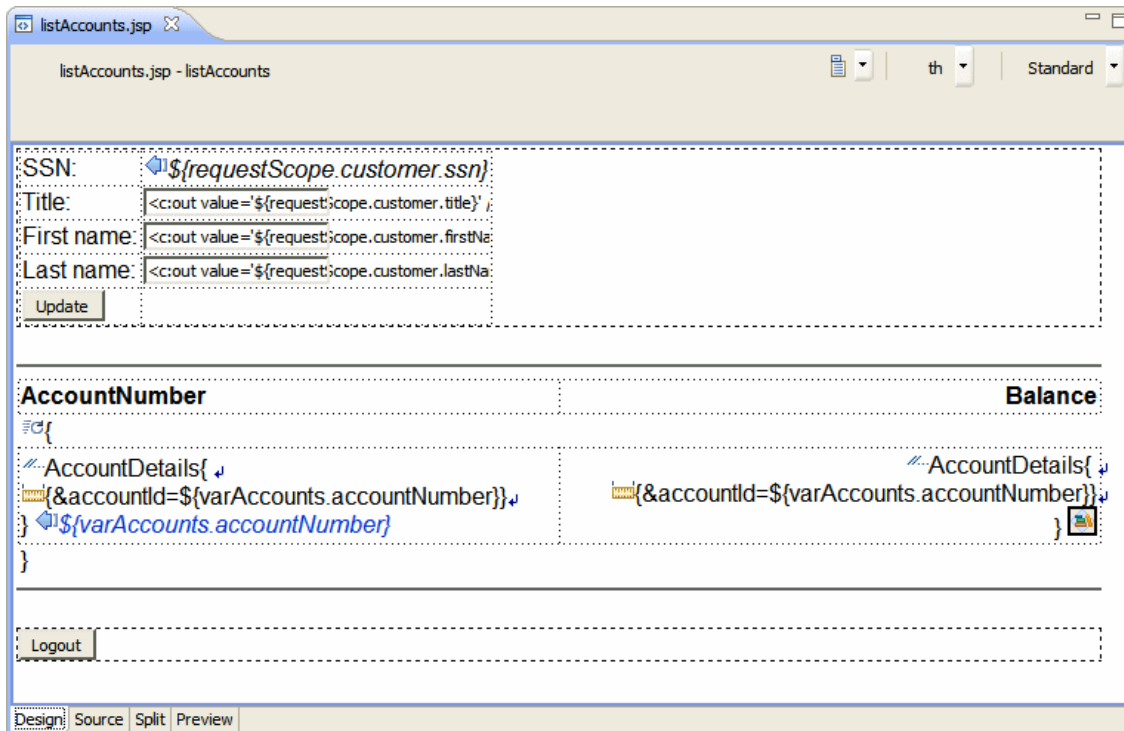 listAccounts.jsp
listAccounts.jsp - listAccounts
th
Standard
SSN: ${requestScope.customer.ssn}
Title: <c:out value='${requestScope.customer.title}' /
First name: <c:out value='${requestScope.customer.firstNa
Last name: <c:out value='${requestScope.customer.lastNa
Update
AccountNumber Balance
{
AccountDetails{ AccountDetails{
{&accountId=${varAccounts.accountNumber}} {&accountId=${varAccounts.accountNumber}}
} ${varAccounts.accountNumber} }
}
Logout
Design Source Split Preview